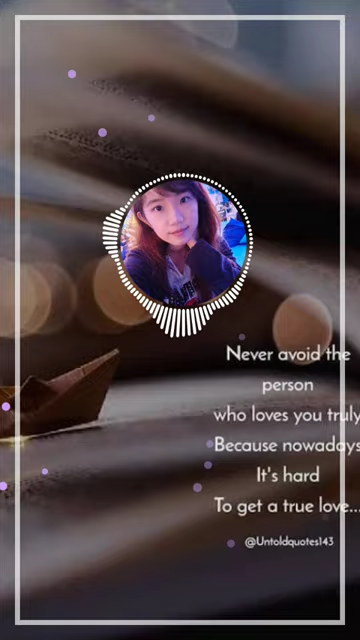 Never avoid the
person
who loves you truly
Because nowadays
It's hard
To get a true love...
@Untoldquotes143